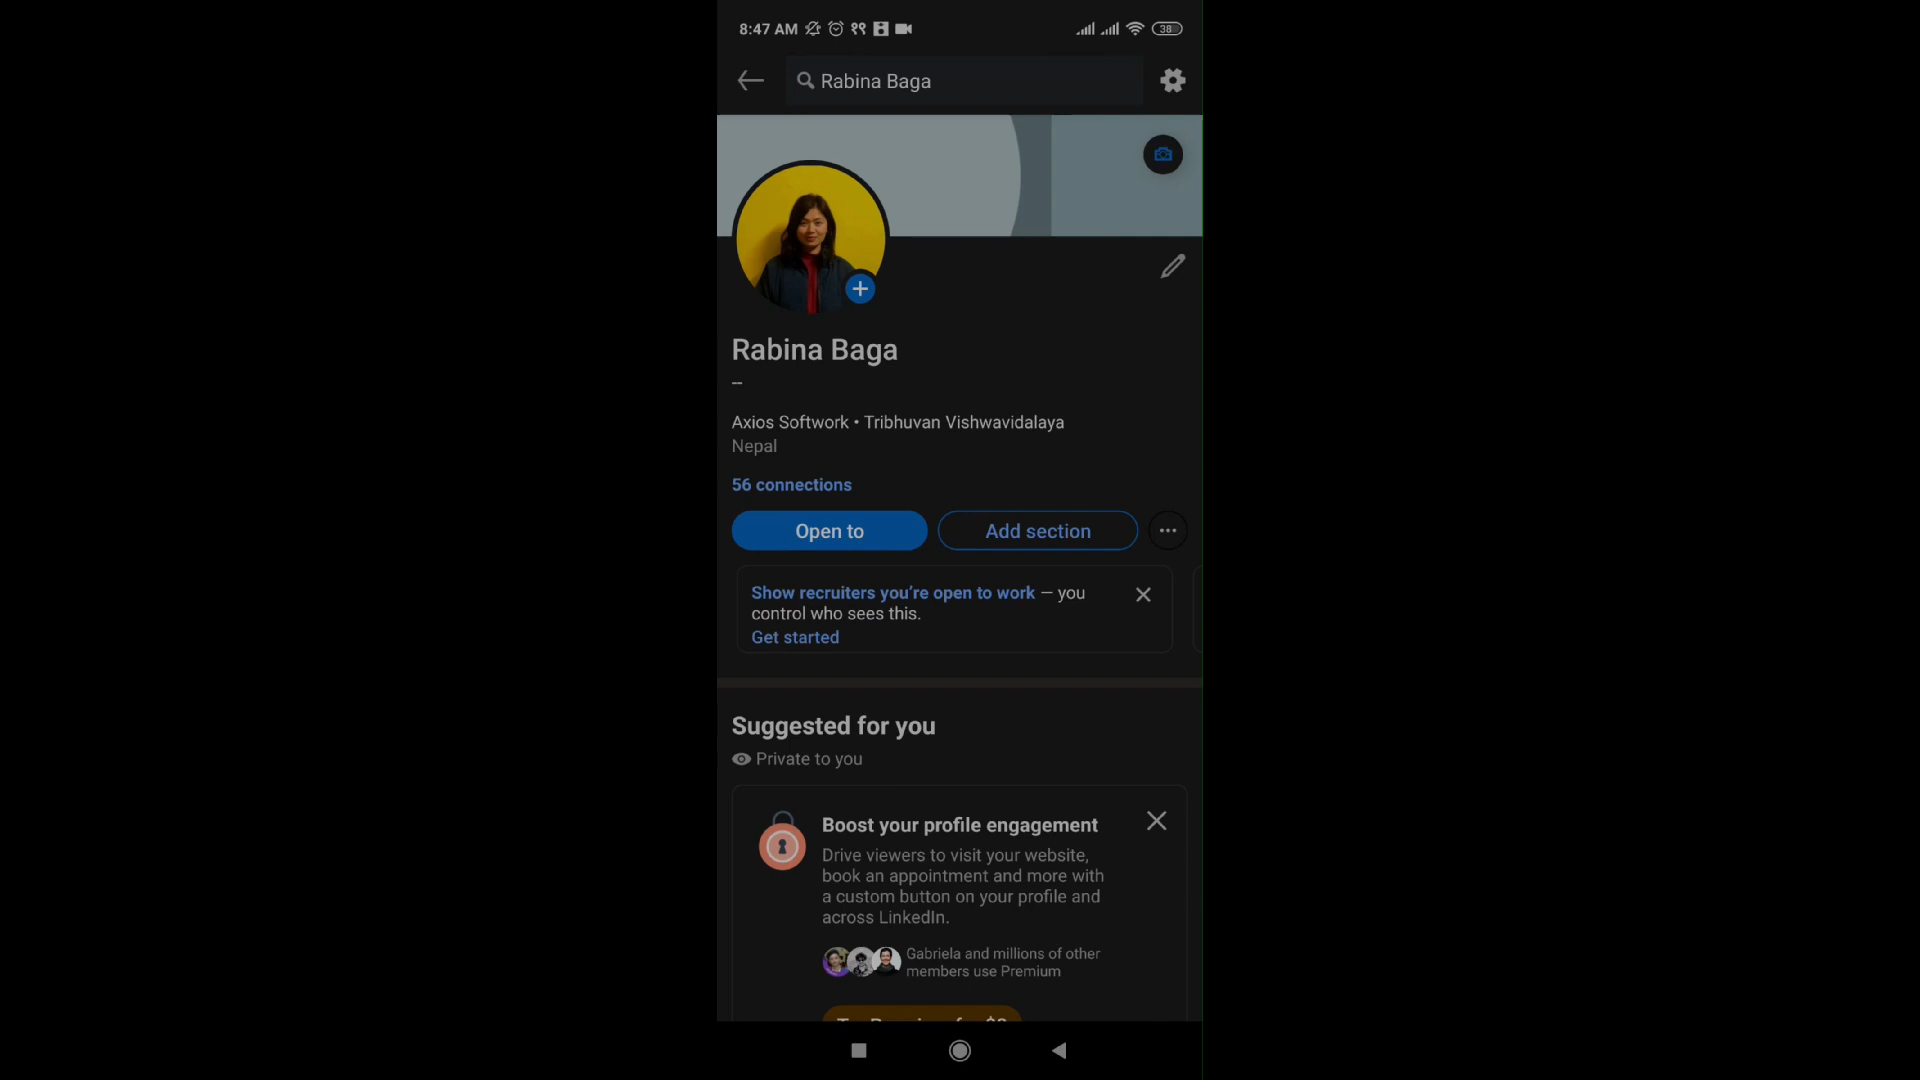 8:47 AM
38
Rabina Baga
Rabina Baga
--
Axios Softwork • Tribhuvan Vishwavidalaya
Nepal
56 connections
Open to
Add section
Show recruiters you’re open to work — you
control who sees this.
Get started
Suggested for you
Private to you
Boost your profile engagement
Drive viewers to visit your website,
book an appointment and more with
a custom button on your profile and
across LinkedIn.
Gabriela and millions of other
members use Premium